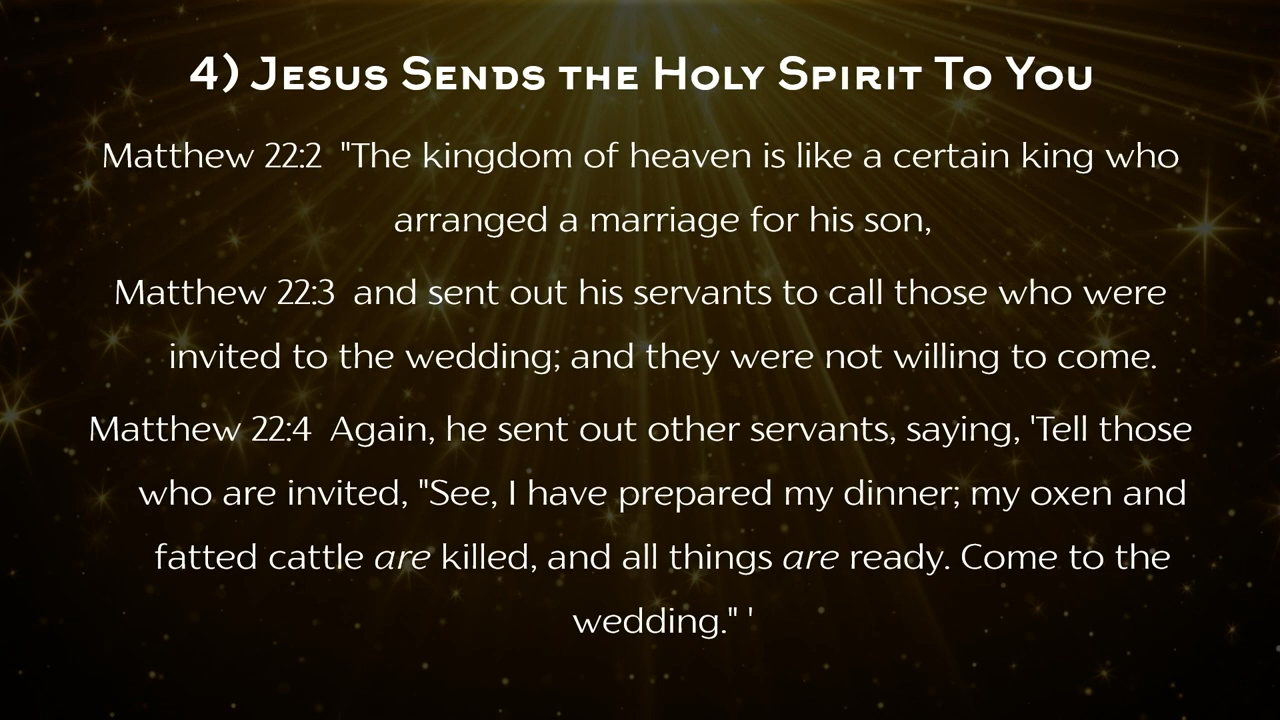 4) Jesus Sends the Holy Spirit To You
Matthew 22:2  "The kingdom of heaven is like a certain king who
arranged a marriage for his son,
Matthew 22:3  and sent out his servants to call those who were
invited to the wedding; and they were not willing to come.
Matthew 22:4  Again, he sent out other servants, saying, 'Tell those
who are invited, "See, I have prepared my dinner; my oxen and
fatted cattle are killed, and all things are ready. Come to the
wedding." '